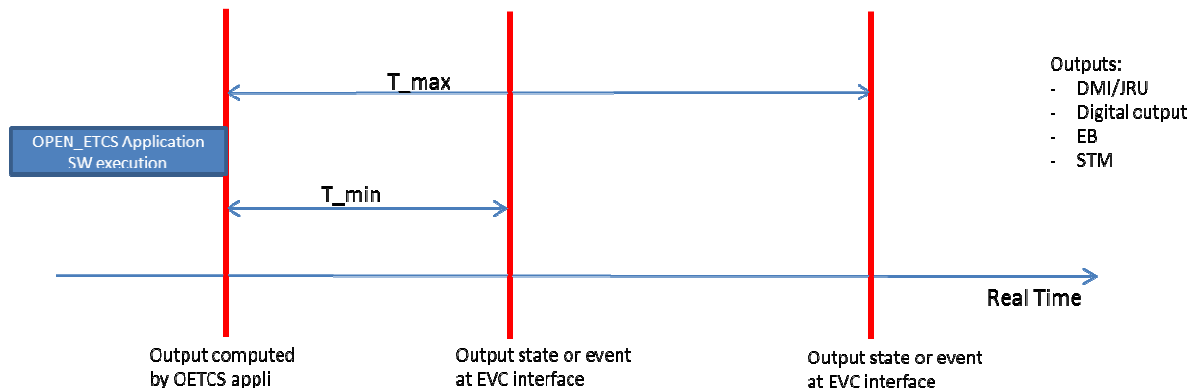 T_max
Outputs:
- DMI/JRU
- Digital output
- EB
- STM
OPEN_ETCS Application
SW execution
T_min
Real Time
Output computed
by OETCS appli
Output state or event
at EVC interface
Output state or event
at EVC interface